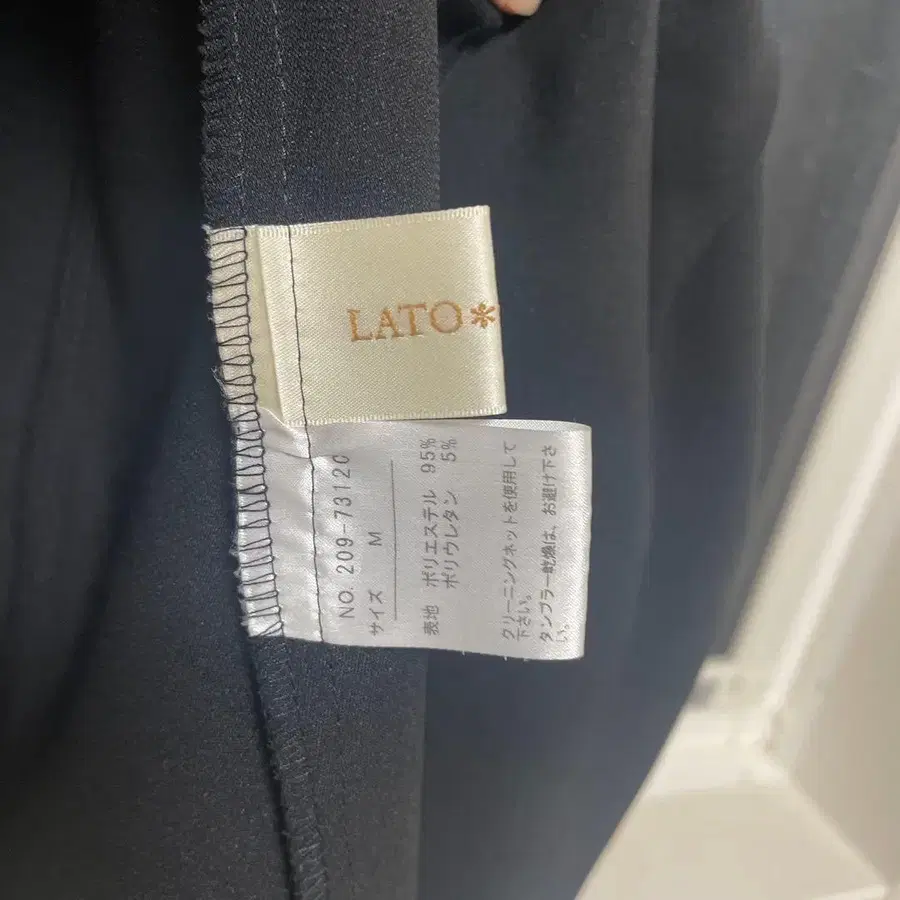 LATO*
NO. 209-73120
サイズ M
表地 ポリエステル 95%
ポリウレタン 5%
クリーニングネットを使用して
下さい。
タンブラー乾燥は、お避け下さ
い。